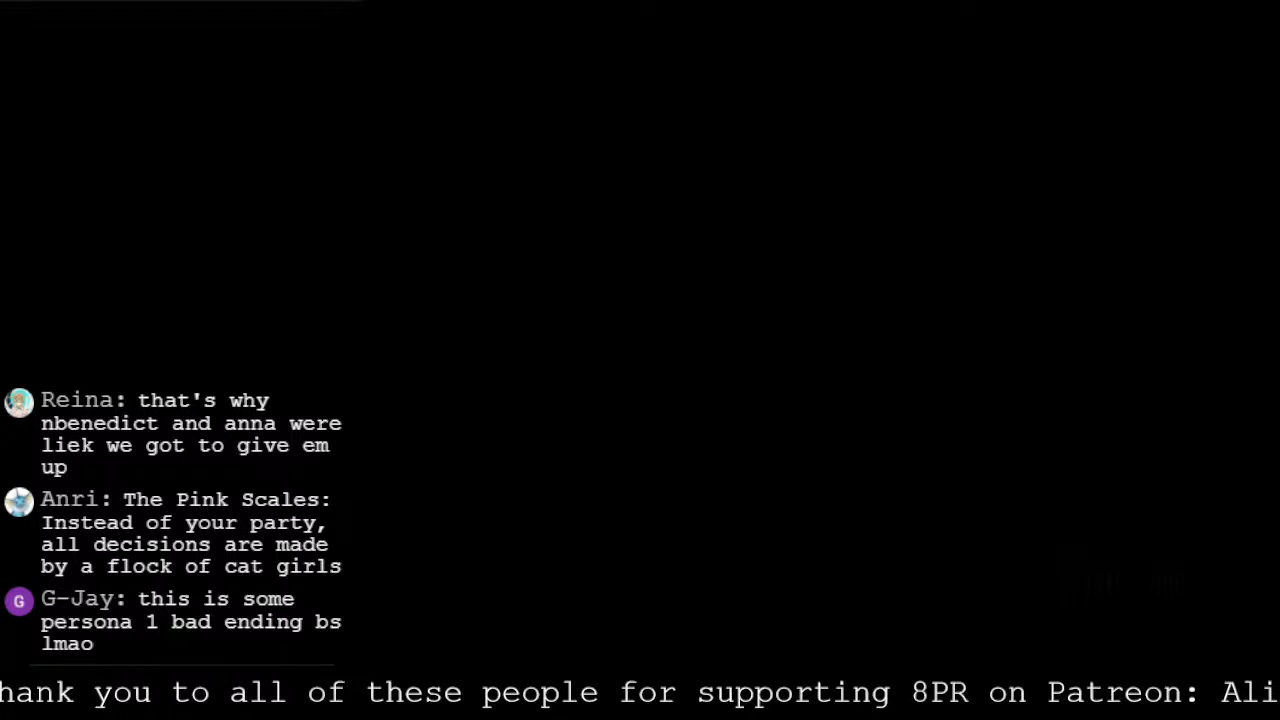 Reina: that's why
nbenedict and anna were
liek we got to give em
up
Anri: The Pink Scales:
Instead of your party,
all decisions are made
by a flock of cat girls
G
G-Jay: this is some
persona 1 bad ending bs
lmao
hank you to all of these people for supporting 8PR on Patreon: Ali